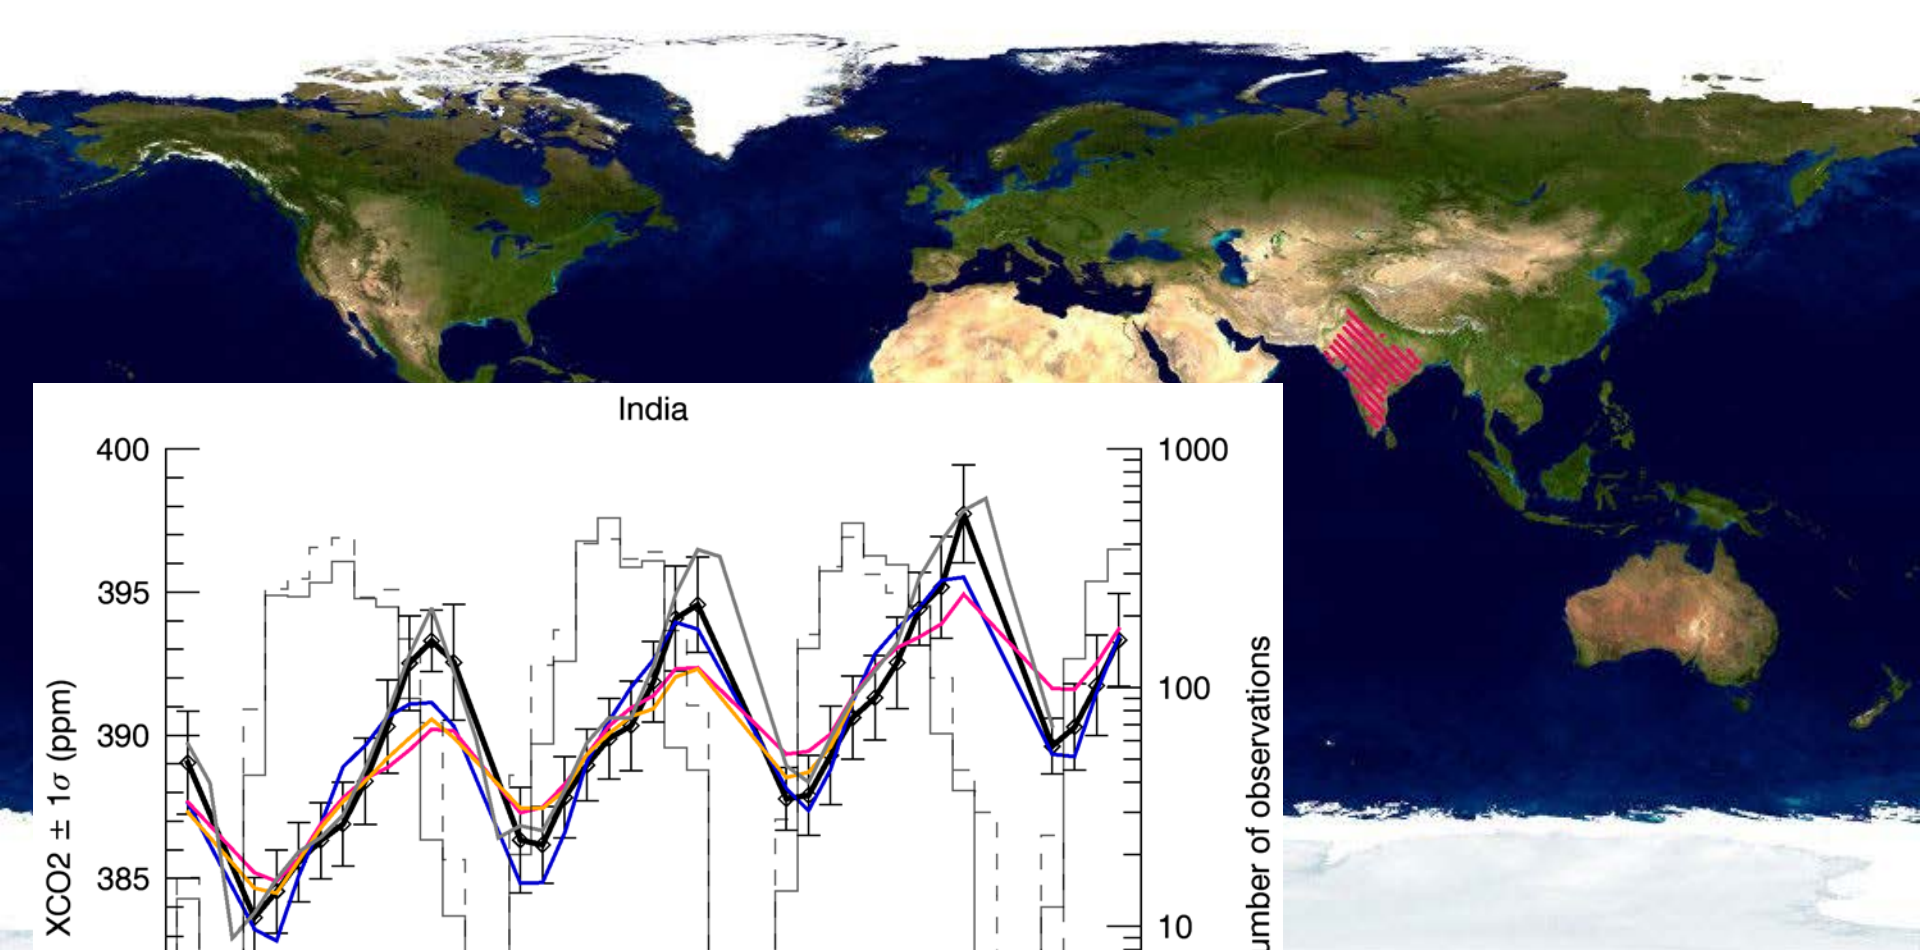 India
400
395
390
385
XCO2 ± 1σ (ppm)
1000
100
10
umber of observations